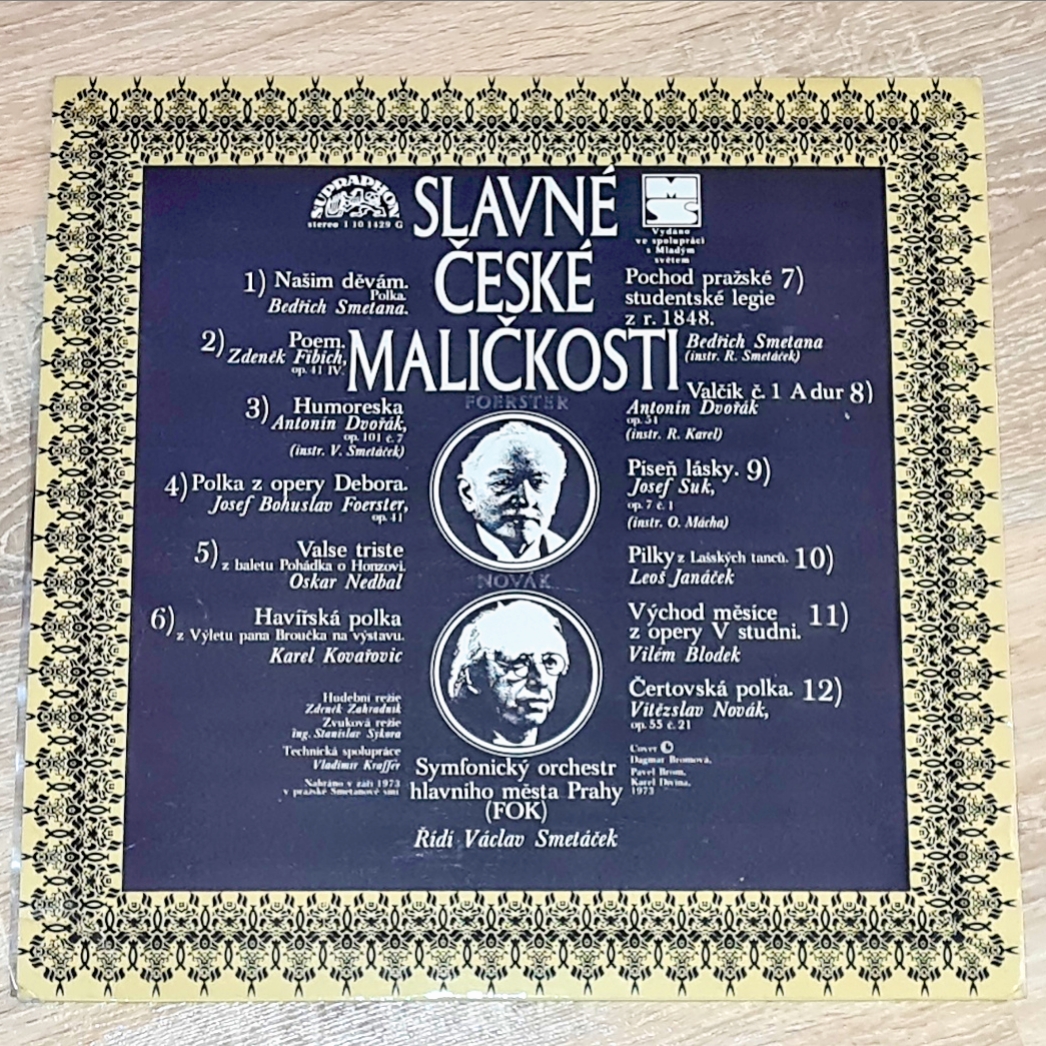 SUPRAPHON
stereo 1 10 1429 G
SLAVNÉ
ČESKÉ
MALIČKOSTI
Vydáno
ve spolupráci
s Mladým
světem
1) Našim děvám.
Polka.
Bedřich Smetana.
2) Poem.
Zdeněk Fibich,
op. 41 IV.
3) Humoreska
Antonín Dvořák,
op. 101 č. 7
(instr. V. Smetáček)
4) Polka z opery Debora.
Josef Bohuslav Foerster,
op. 41
5) Valse triste
z baletu Pohádka o Honzovi.
Oskar Nedbal
6) Havířská polka
z Výletu pana Broučka na výstavu.
Karel Kovařovic
Hudební režie
Zdeněk Zahradník
Zvuková režie
ing. Stanislav Sýkora
Technická spolupráce
Vladimír Kraffer
Nahráno v září 1973
v pražské Smetanově síni
FOERSTER
NOVÁK
Symfonický orchestr
hlavního města Prahy
(FOK)
Řídí Václav Smetáček
Pochod pražské 7)
studentské legie
z r. 1848.
Bedřich Smetana
(instr. R. Smetáček)
Valčík č. 1 A dur 8)
Antonín Dvořák
op. 54
(instr. R. Karel)
Píseň lásky. 9)
Josef Suk,
op. 7 č. 1
(instr. O. Mácha)
Pilky z Lašských tanců. 10)
Leoš Janáček
Východ měsíce 11)
z opery V studni.
Vilém Blodek
Čertovská polka. 12)
Vítězslav Novák,
op. 55 č. 21
Cover ©
Dagmar Bromová,
Pavel Brom,
Karel Divina,
1973